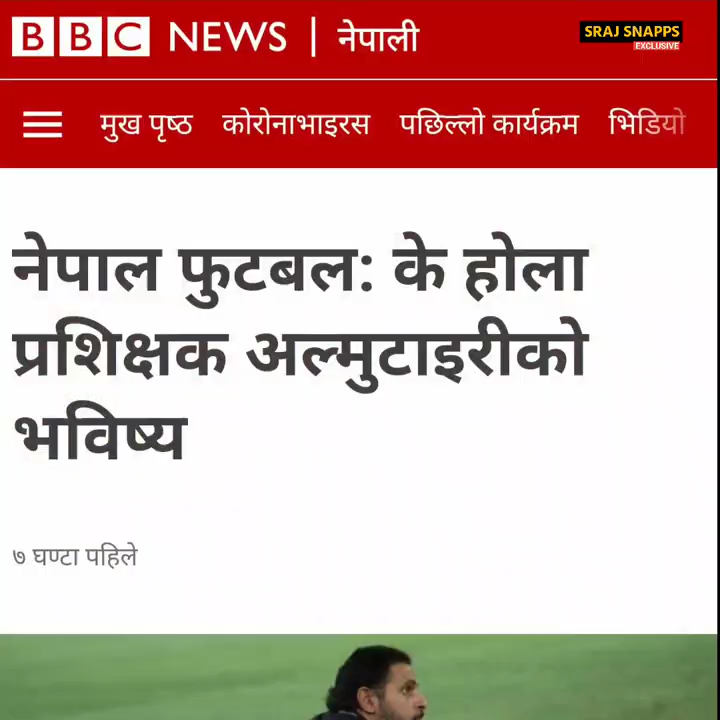 BBC NEWS | नेपाली
SRAJ SNAPPS
EXCLUSIVE
मुख पृष्ठ कोरोनाभाइरस पछिल्लो कार्यक्रम भिडियो
नेपाल फुटबल: के होला
प्रशिक्षक अल्मुटाइरीको
भविष्य
७ घण्टा पहिले